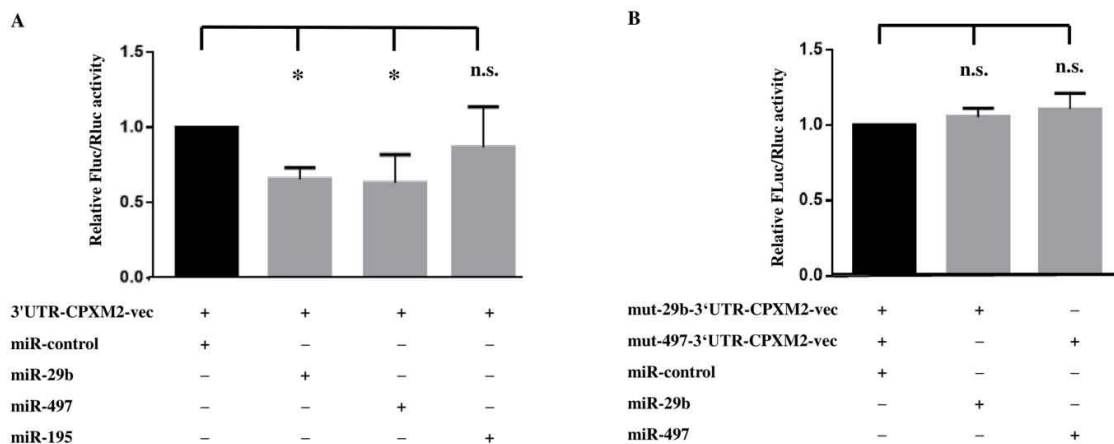 A
Relative Fluc/Rluc activity
1.5
1.0
0.5
0.0
*
*
n.s.
3'UTR-CPXM2-vec + + + +
miR-control + – – –
miR-29b – + – –
miR-497 – – + –
miR-195 – – – +
B
Relative FLuc/Rluc activity
1.5
1.0
0.5
0.0
n.s.
n.s.
mut-29b-3‘UTR-CPXM2-vec + + –
mut-497-3‘UTR-CPXM2-vec + – +
miR-control + – –
miR-29b – + –
miR-497 – – +